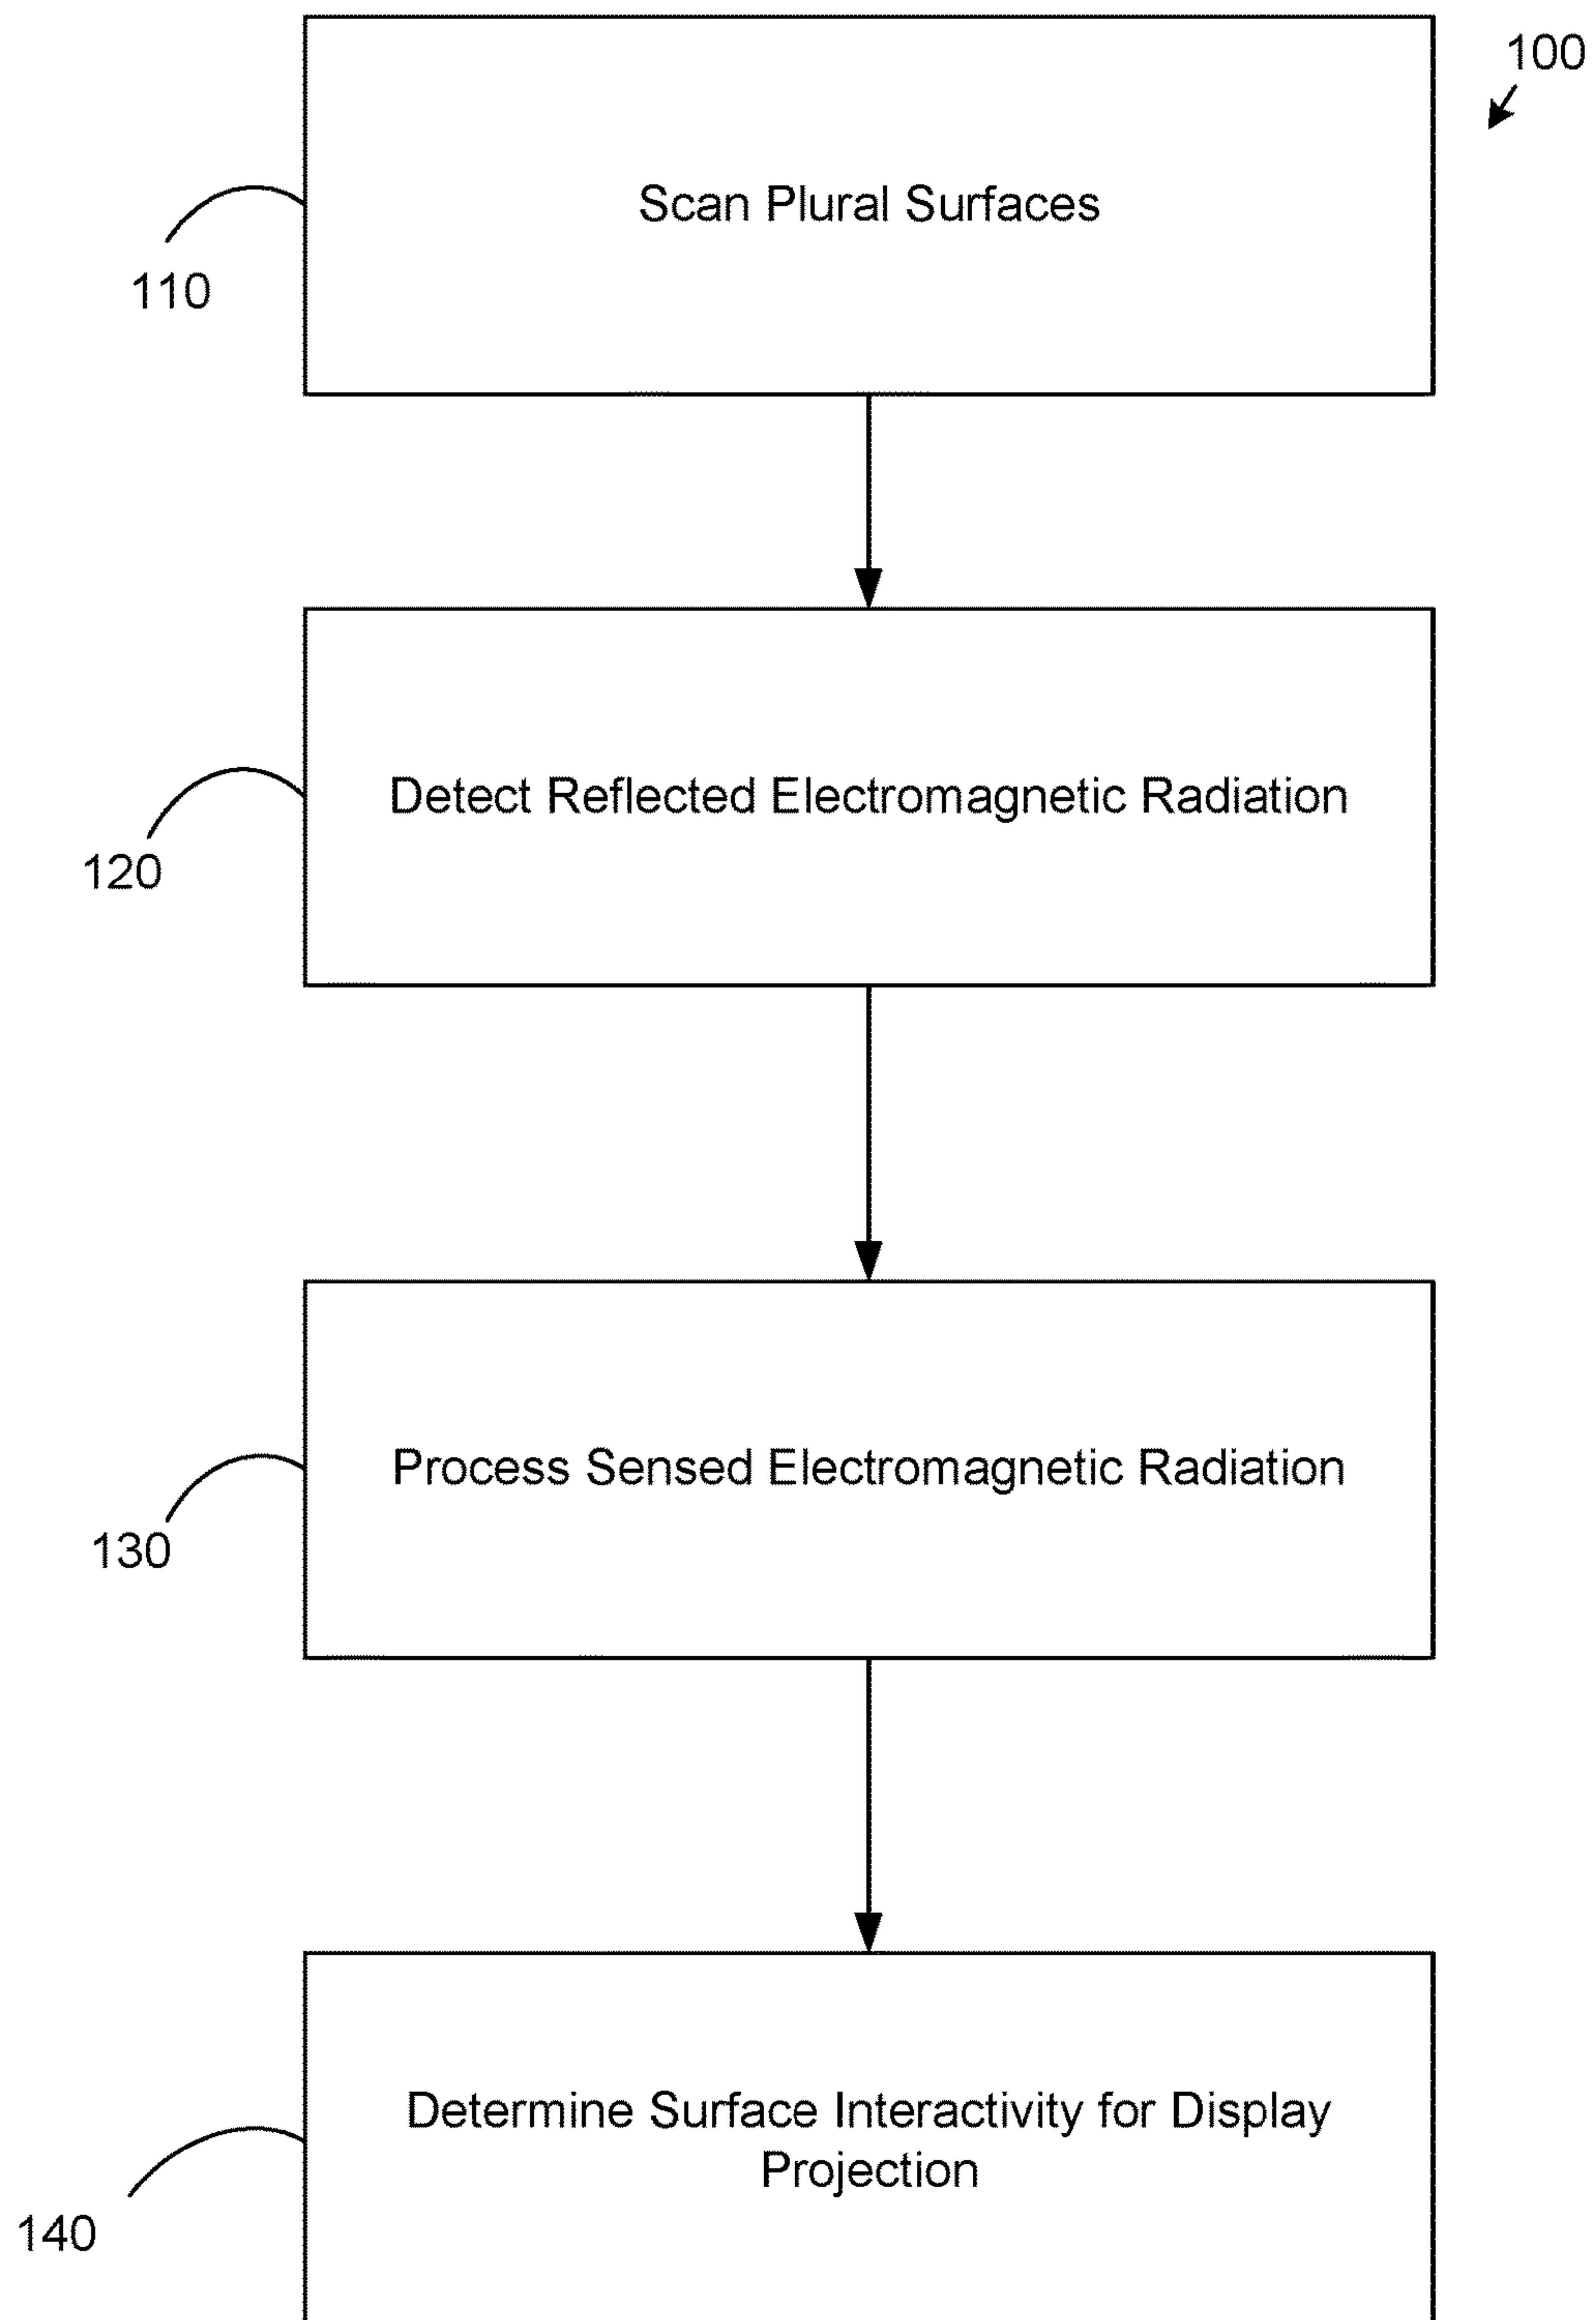 100
Scan Plural Surfaces
110
Detect Reflected Electromagnetic Radiation
120
Process Sensed Electromagnetic Radiation
130
Determine Surface Interactivity for Display
Projection
140